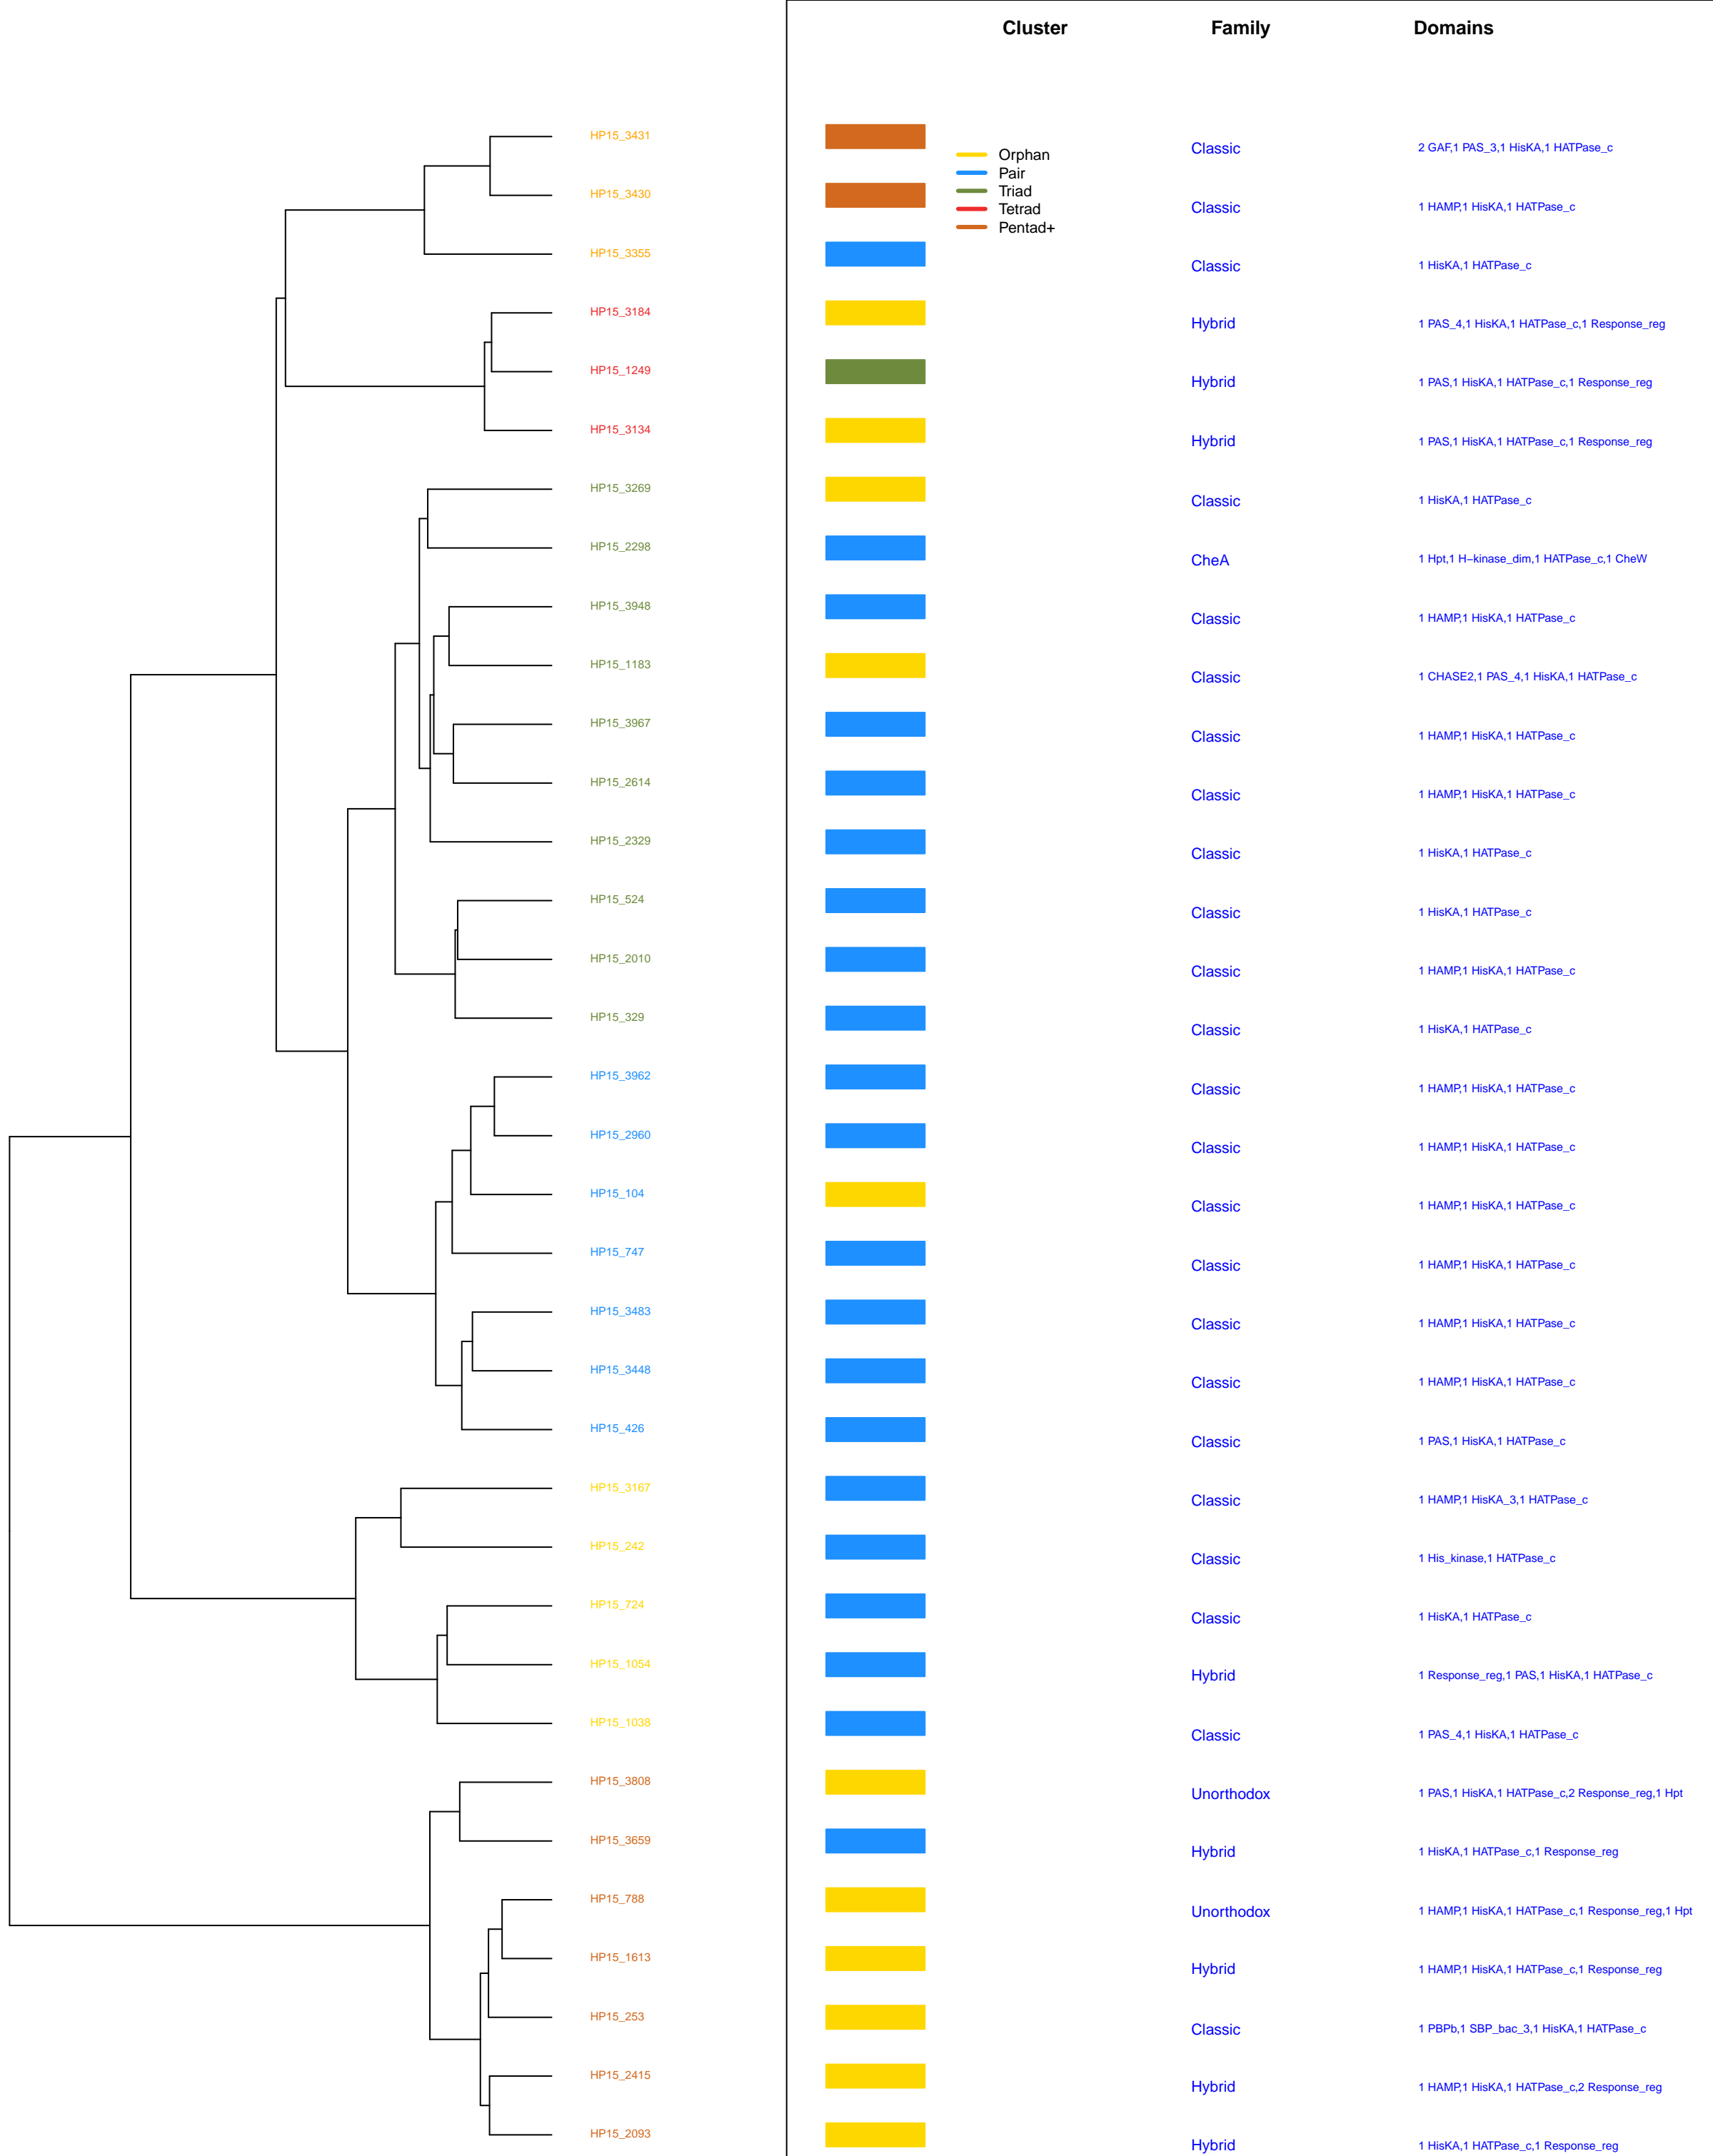 Cluster Family Domains
HP15_3431 Classic 2 GAF,1 PAS_3,1 HisKA,1 HATPase_c
Orphan
Pair
Triad
Tetrad
Pentad+
HP15_3430 Classic 1 HAMP,1 HisKA,1 HATPase_c
HP15_3355 Classic 1 HisKA,1 HATPase_c
HP15_3184 Hybrid 1 PAS_4,1 HisKA,1 HATPase_c,1 Response_reg
HP15_1249 Hybrid 1 PAS,1 HisKA,1 HATPase_c,1 Response_reg
HP15_3134 Hybrid 1 PAS,1 HisKA,1 HATPase_c,1 Response_reg
HP15_3269 Classic 1 HisKA,1 HATPase_c
HP15_2298 CheA 1 Hpt,1 H−kinase_dim,1 HATPase_c,1 CheW
HP15_3948 Classic 1 HAMP,1 HisKA,1 HATPase_c
HP15_1183 Classic 1 CHASE2,1 PAS_4,1 HisKA,1 HATPase_c
HP15_3967 Classic 1 HAMP,1 HisKA,1 HATPase_c
HP15_2614 Classic 1 HAMP,1 HisKA,1 HATPase_c
HP15_2329 Classic 1 HisKA,1 HATPase_c
HP15_524 Classic 1 HisKA,1 HATPase_c
HP15_2010 Classic 1 HAMP,1 HisKA,1 HATPase_c
HP15_329 Classic 1 HisKA,1 HATPase_c
HP15_3962 Classic 1 HAMP,1 HisKA,1 HATPase_c
HP15_2960 Classic 1 HAMP,1 HisKA,1 HATPase_c
HP15_104 Classic 1 HAMP,1 HisKA,1 HATPase_c
HP15_747 Classic 1 HAMP,1 HisKA,1 HATPase_c
HP15_3483 Classic 1 HAMP,1 HisKA,1 HATPase_c
HP15_3448 Classic 1 HAMP,1 HisKA,1 HATPase_c
HP15_426 Classic 1 PAS,1 HisKA,1 HATPase_c
HP15_3167 Classic 1 HAMP,1 HisKA_3,1 HATPase_c
HP15_242 Classic 1 His_kinase,1 HATPase_c
HP15_724 Classic 1 HisKA,1 HATPase_c
HP15_1054 Hybrid 1 Response_reg,1 PAS,1 HisKA,1 HATPase_c
HP15_1038 Classic 1 PAS_4,1 HisKA,1 HATPase_c
HP15_3808 Unorthodox 1 PAS,1 HisKA,1 HATPase_c,2 Response_reg,1 Hpt
HP15_3659 Hybrid 1 HisKA,1 HATPase_c,1 Response_reg
HP15_788 Unorthodox 1 HAMP,1 HisKA,1 HATPase_c,1 Response_reg,1 Hpt
HP15_1613 Hybrid 1 HAMP,1 HisKA,1 HATPase_c,1 Response_reg
HP15_253 Classic 1 PBPb,1 SBP_bac_3,1 HisKA,1 HATPase_c
HP15_2415 Hybrid 1 HAMP,1 HisKA,1 HATPase_c,2 Response_reg
HP15_2093 Hybrid 1 HisKA,1 HATPase_c,1 Response_reg